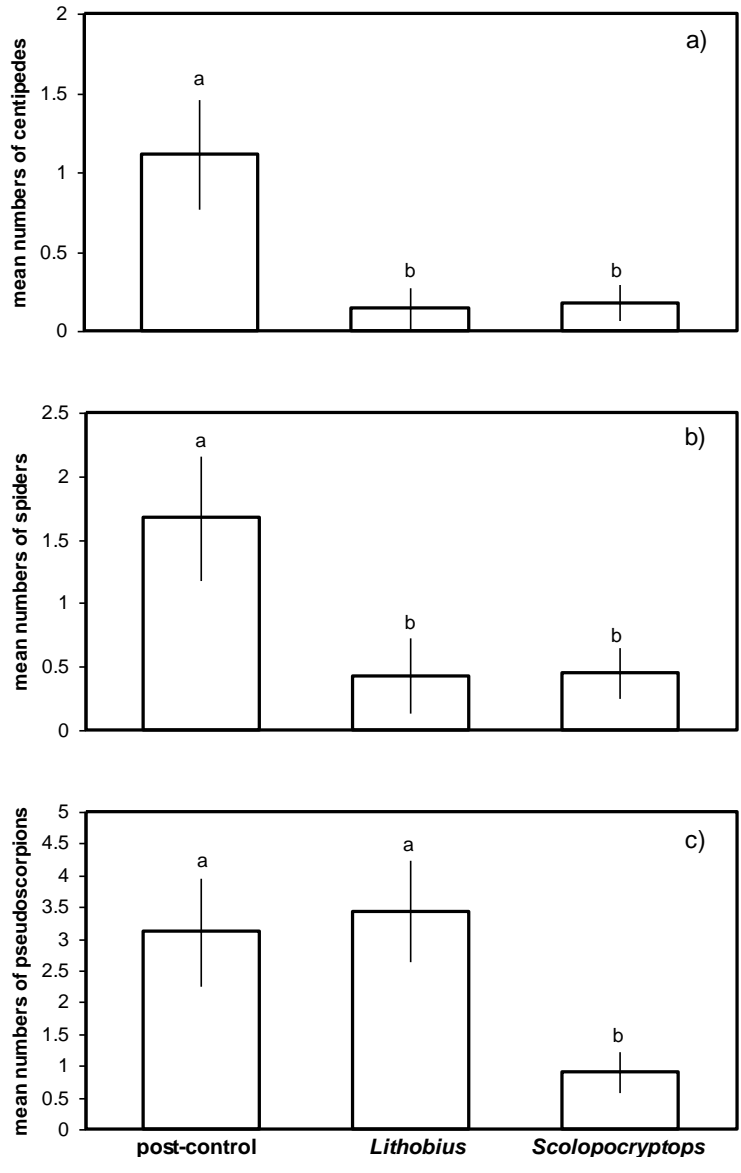 a)
mean numbers of centipedes
2
1.5
1
0.5
0
a
b
b
b)
mean numbers of spiders
2.5
2
1.5
1
0.5
0
a
b
b
c)
mean numbers of pseudoscorpions
5
4.5
4
3.5
3
2.5
2
1.5
1
0.5
0
a
a
b
post-control Lithobius Scolopocryptops